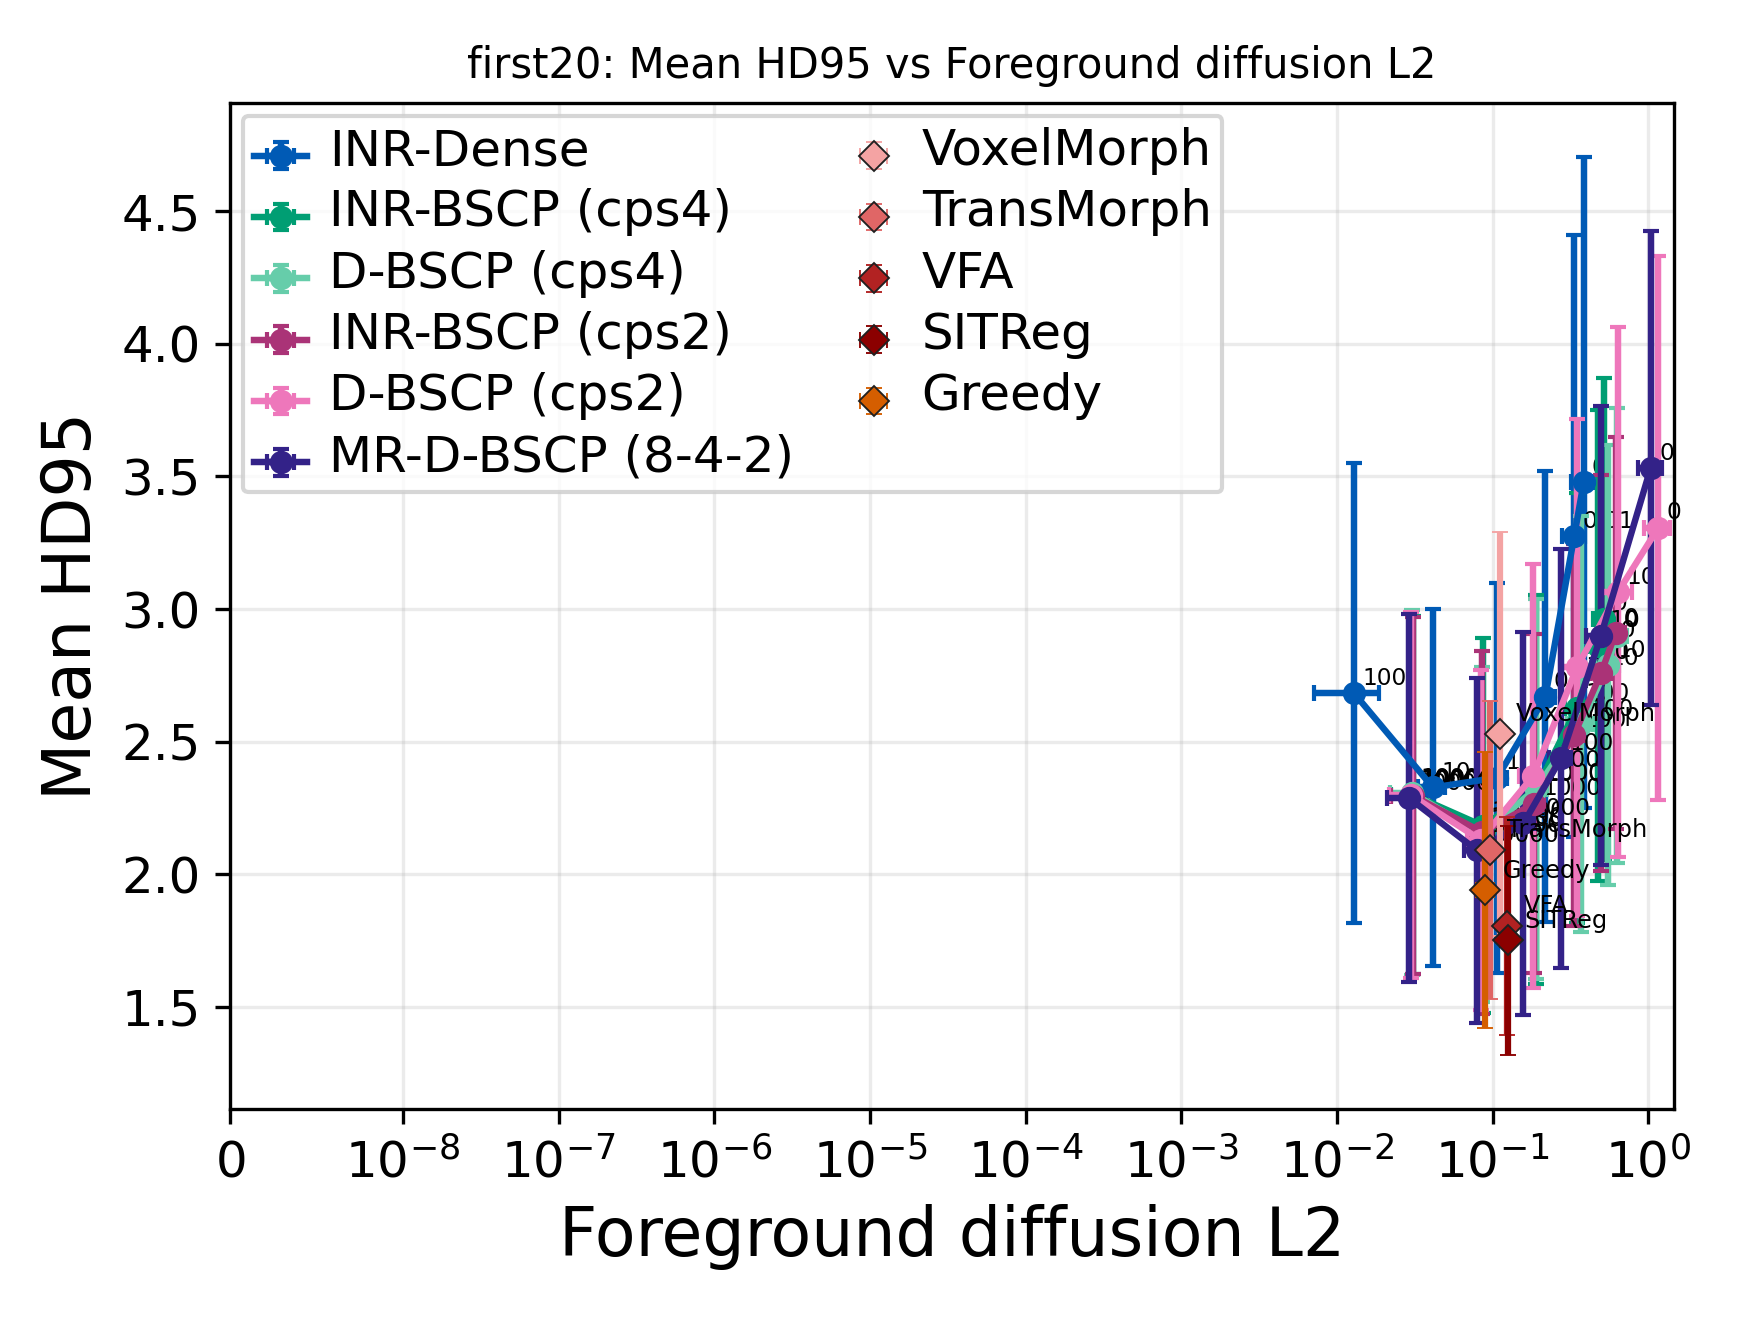 first20: Mean HD95 vs Foreground diffusion L2
INR-Dense
INR-BSCP (cps4)
D-BSCP (cps4)
INR-BSCP (cps2)
D-BSCP (cps2)
MR-D-BSCP (8-4-2)
VoxelMorph
TransMorph
VFA
SITReg
Greedy
Mean HD95
4.5
4.0
3.5
3.0
2.5
2.0
1.5
0
0
10
100
VoxelMorph
TransMorph
Greedy
VFA
SITReg
0
10⁻⁸
10⁻⁷
10⁻⁶
10⁻⁵
10⁻⁴
10⁻³
10⁻²
10⁻¹
10⁰
Foreground diffusion L2